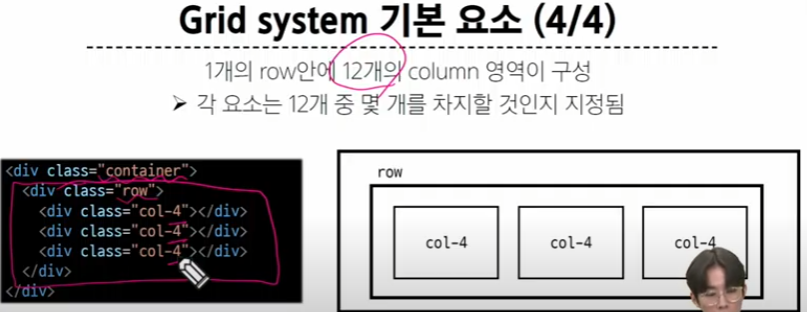 Grid system 기본 요소 (4/4)
1개의 row안에 12개의 column 영역이 구성
➤ 각 요소는 12개 중 몇 개를 차지할 것인지 지정됨
<div class="container">
<div class="row">
<div class="col-4"></div>
<div class="col-4"></div>
<div class="col-4"></div>
</div>
</div>
row
col-4 col-4 col-4